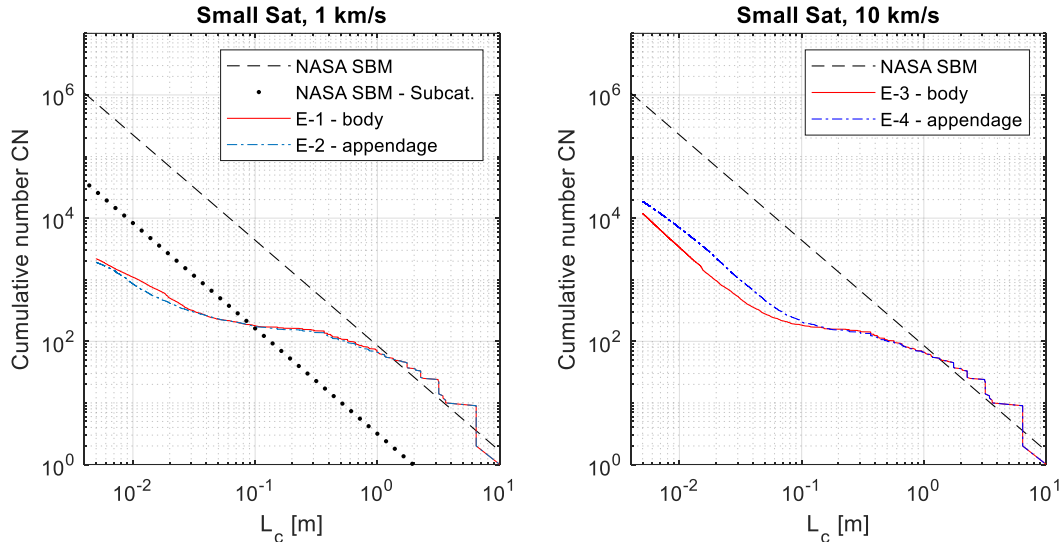 Small Sat, 1 km/s
NASA SBM
NASA SBM - Subcat.
E-1 - body
E-2 - appendage
Cumulative number CN
10^6
10^4
10^2
10^0
10^-2
10^-1
10^0
10^1
L_c [m]
Small Sat, 10 km/s
NASA SBM
E-3 - body
E-4 - appendage
Cumulative number CN
10^6
10^4
10^2
10^0
10^-2
10^-1
10^0
10^1
L_c [m]